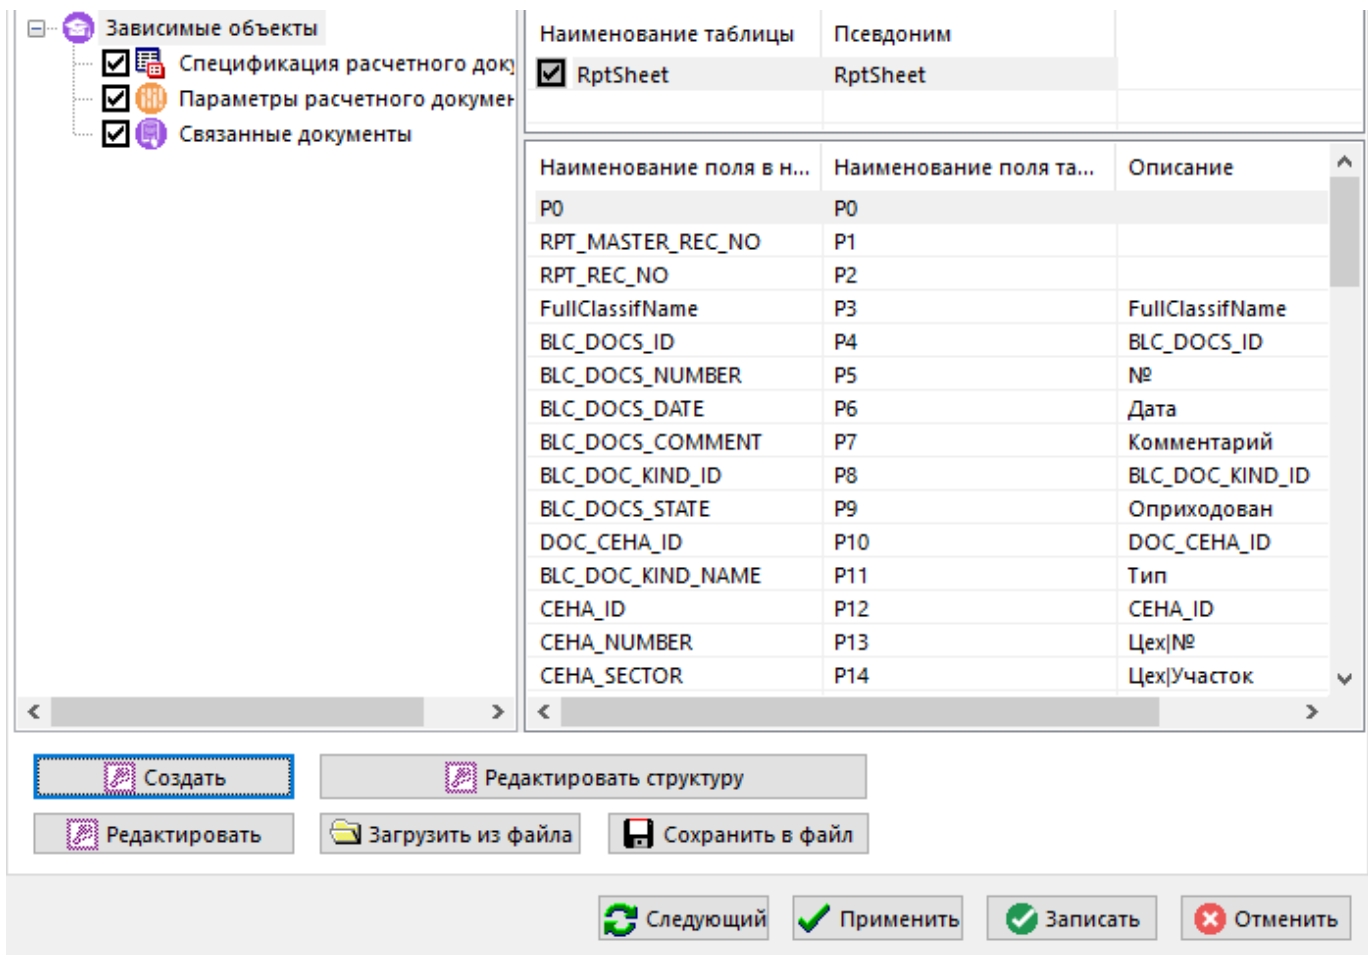 Зависимые объекты
Спецификация расчетного док
Параметры расчетного докумен
Связанные документы
Наименование таблицы Псевдоним
RptSheet RptSheet
Наименование поля в н... Наименование поля та... Описание
P0 P0
RPT_MASTER_REC_NO P1
RPT_REC_NO P2
FullClassifName P3 FullClassifName
BLC_DOCS_ID P4 BLC_DOCS_ID
BLC_DOCS_NUMBER P5 №
BLC_DOCS_DATE P6 Дата
BLC_DOCS_COMMENT P7 Комментарий
BLC_DOC_KIND_ID P8 BLC_DOC_KIND_ID
BLC_DOCS_STATE P9 Оприходован
DOC_CEHA_ID P10 DOC_CEHA_ID
BLC_DOC_KIND_NAME P11 Тип
CEHA_ID P12 CEHA_ID
CEHA_NUMBER P13 Цех|№
CEHA_SECTOR P14 Цех|Участок
Создать Редактировать структуру
Редактировать Загрузить из файла Сохранить в файл
Следующий Применить Записать Отменить